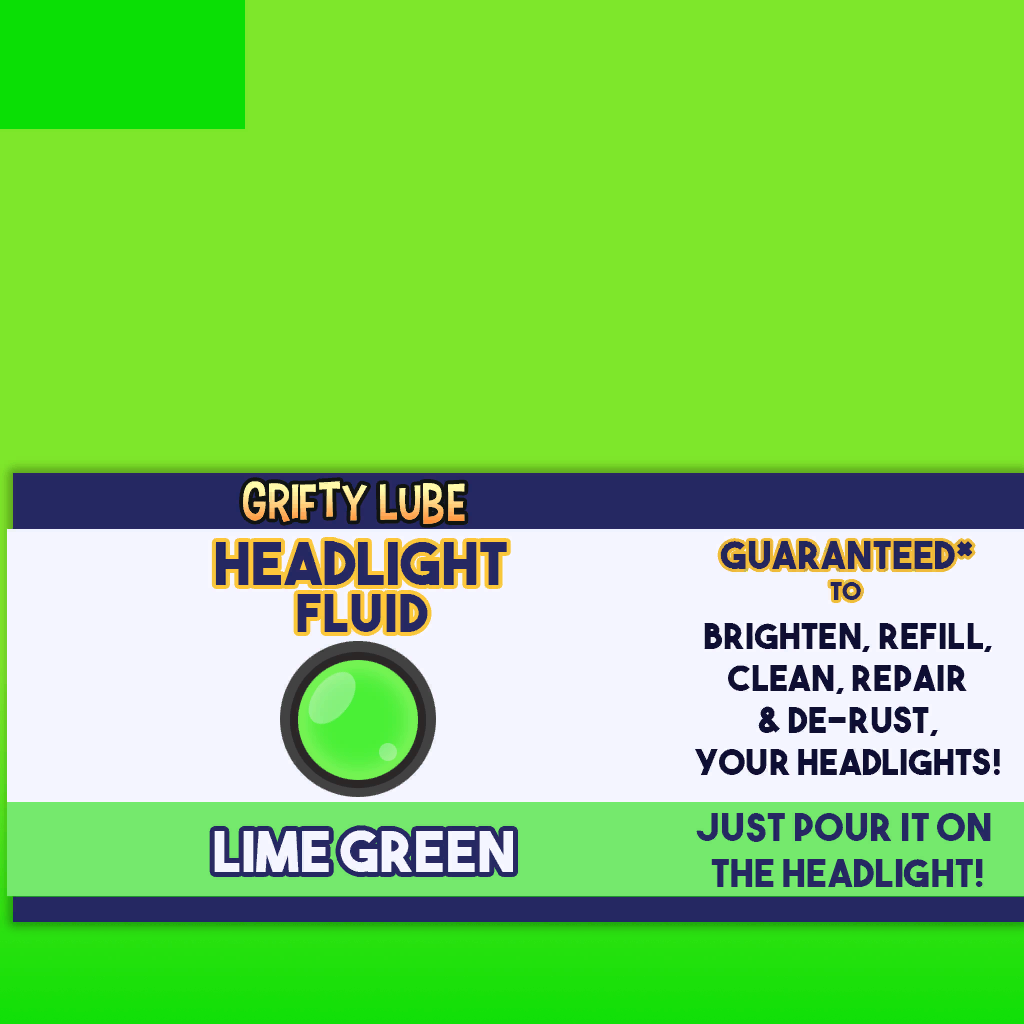 GRIFTY LUBE
HEADLIGHT
FLUID
LIME GREEN
GUARANTEED*
TO
BRIGHTEN, REFILL,
CLEAN, REPAIR
& DE-RUST,
YOUR HEADLIGHTS!
JUST POUR IT ON
THE HEADLIGHT!